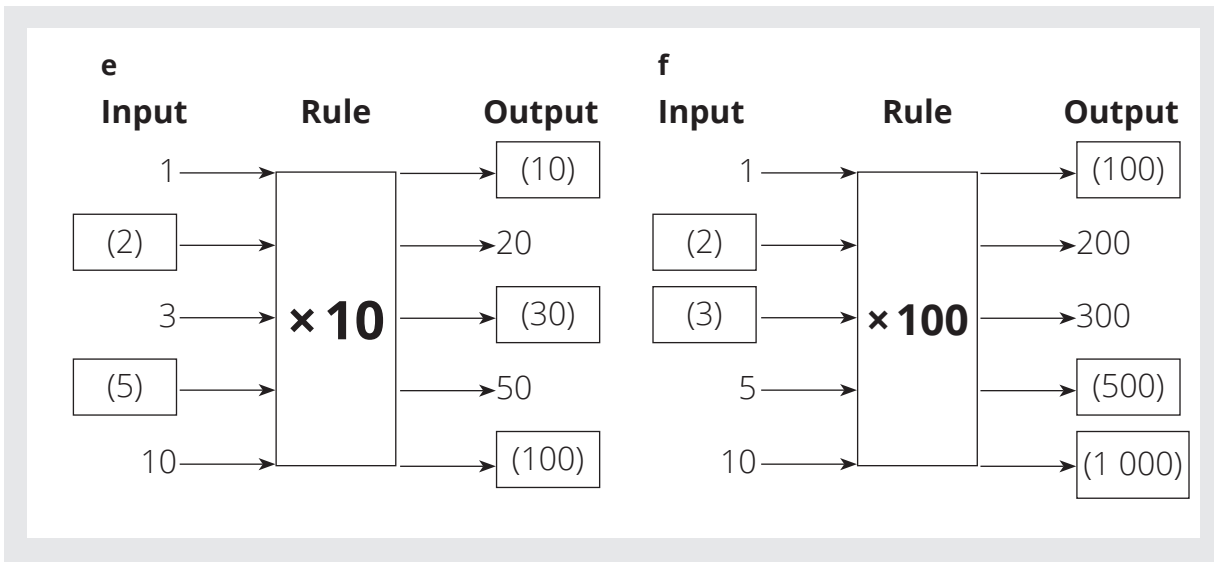 e
Input Rule Output
1 (10)
(2) 20
3 × 10 (30)
(5) 50
10 (100)
f
Input Rule Output
1 (100)
(2) 200
(3) × 100 300
5 (500)
10 (1 000)